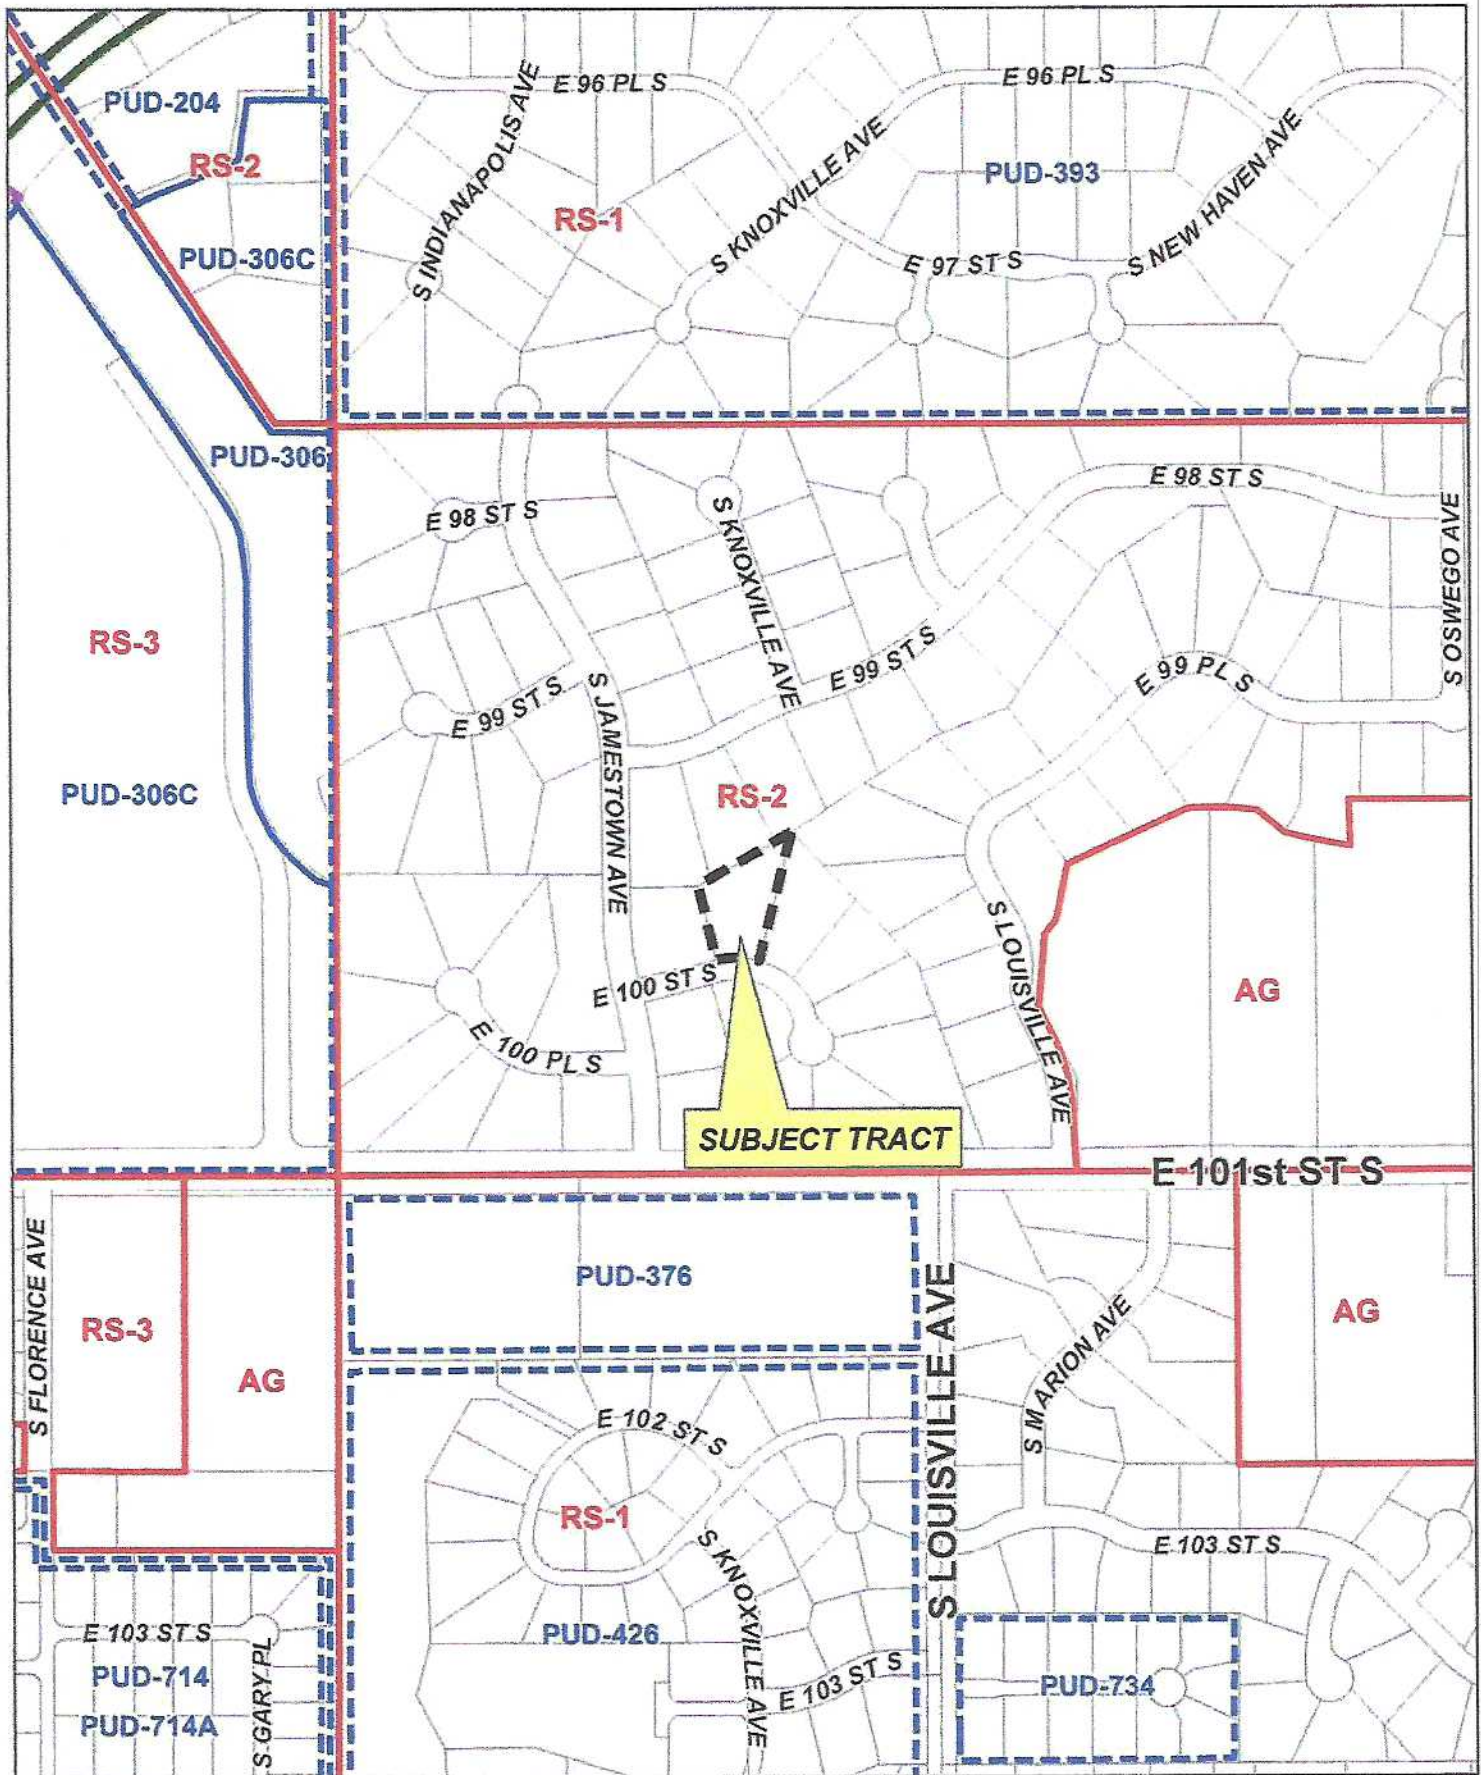 E 96 PL S
E 96 PL S
PUD-204
S INDIANAPOLIS AVE
S KNOXVILLE AVE
S NEW HAVEN AVE
RS-2
PUD-393
RS-1
PUD-306C
E 97 ST S
PUD-306
E 98 ST S
E 98 ST S
S KNOXVILLE AVE
S OSWEGO AVE
RS-3
E 99 ST S
E 99 PL S
E 99 ST S
S JAMESTOWN AVE
PUD-306C
RS-2
S LOUISVILLE AVE
E 100 ST S
AG
E 100 PL S
SUBJECT TRACT
E 101st ST S
S FLORENCE AVE
PUD-376
S LOUISVILLE AVE
RS-3
AG
S MARION AVE
AG
E 102 ST S
RS-1
S KNOXVILLE AVE
E 103 ST S
E 103 ST S
PUD-426
S GARY PL
PUD-714
E 103 ST S
PUD-734
PUD-714A